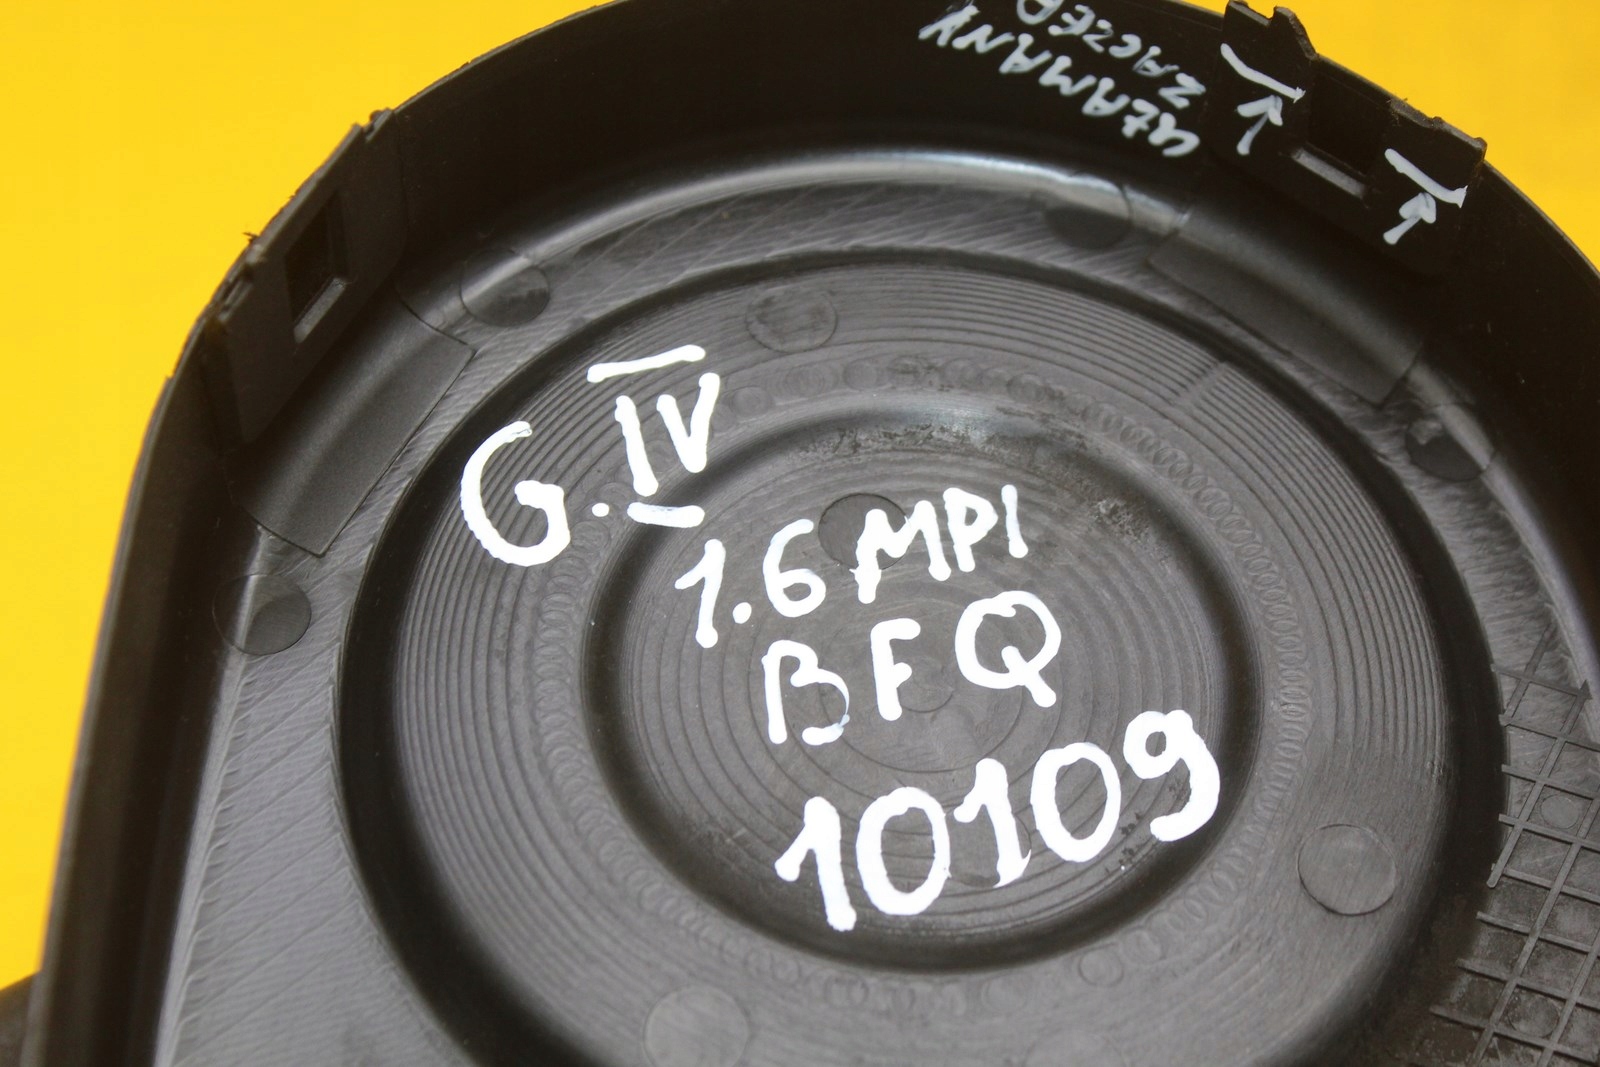 UŁAMANY
ZACZEP
G.IV
1.6 MPI
BFQ
10109